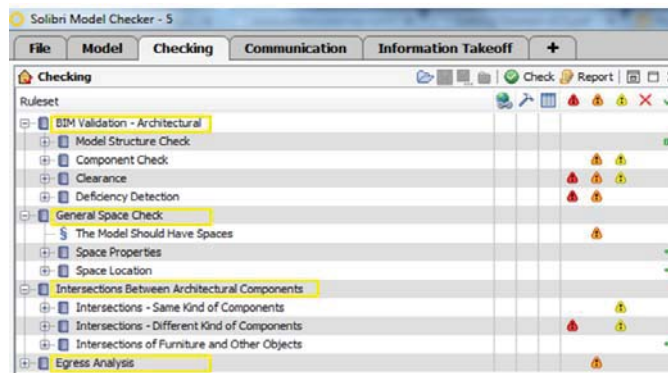 Solibri Model Checker - 5
File Model Checking Communication Information Takeoff +
Checking Check Report
Ruleset
BIM Validation - Architectural
Model Structure Check
Component Check
Clearance
Deficiency Detection
General Space Check
§ The Model Should Have Spaces
Space Properties
Space Location
Intersections Between Architectural Components
Intersections - Same Kind of Components
Intersections - Different Kind of Components
Intersections of Furniture and Other Objects
Egress Analysis